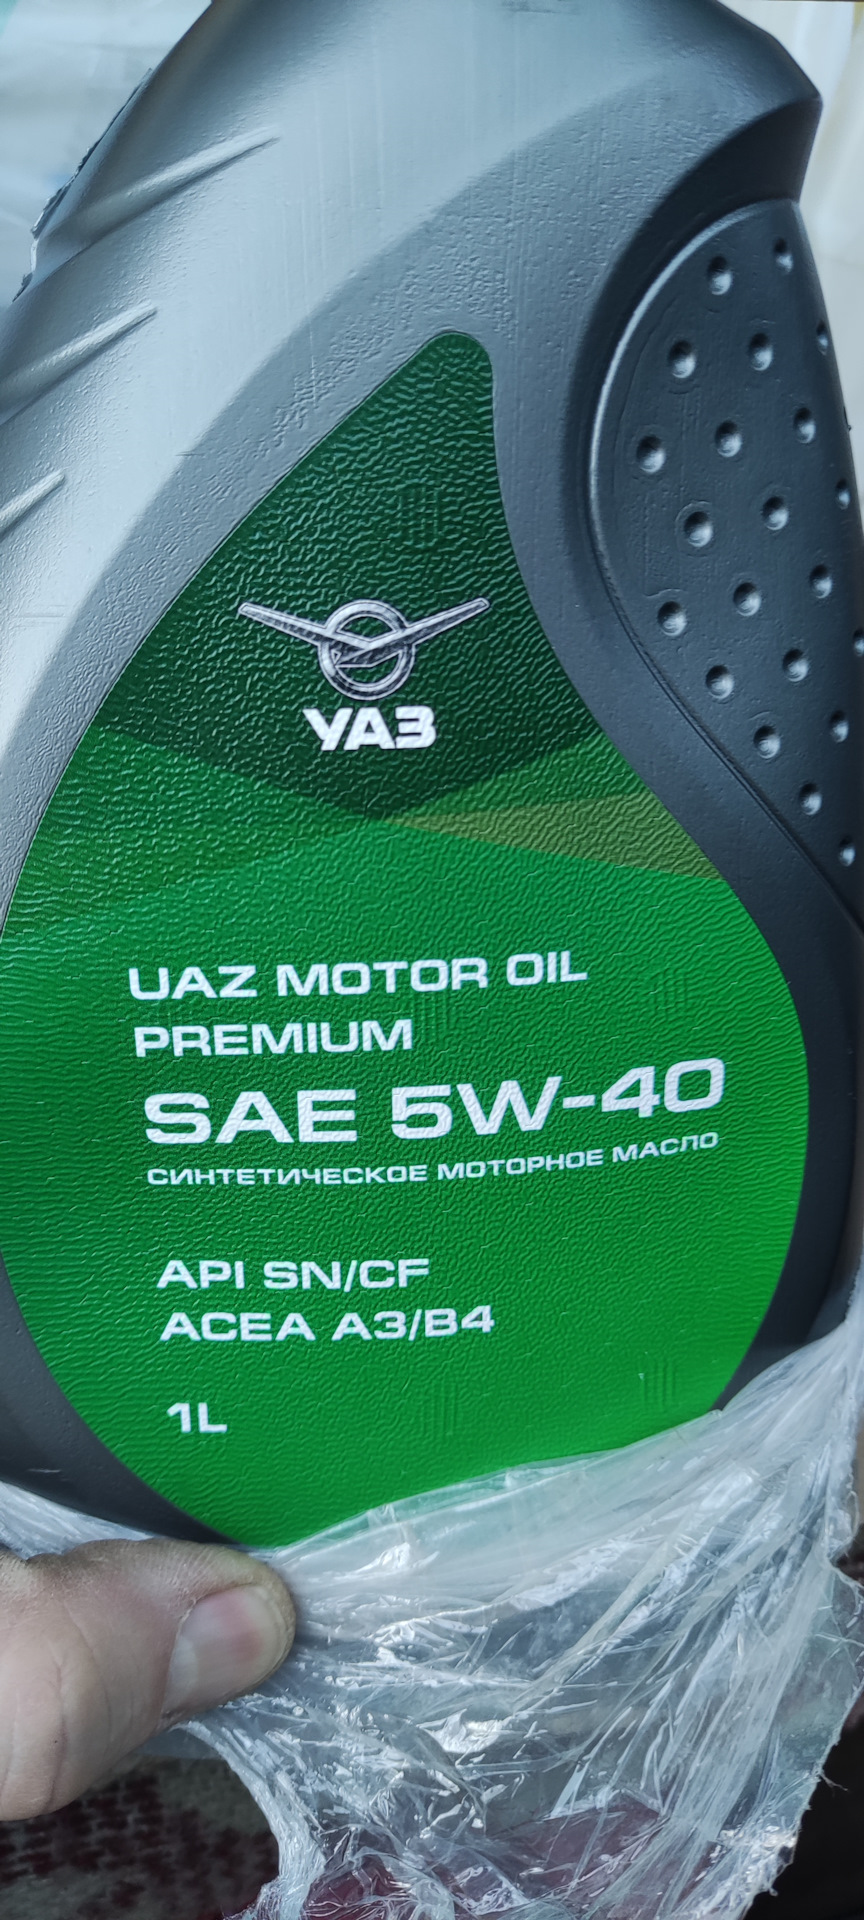 УАЗ
UAZ MOTOR OIL
PREMIUM
SAE 5W-40
СИНТЕТИЧЕСКОЕ МОТОРНОЕ МАСЛО
API SN/CF
ACEA A3/B4
1L